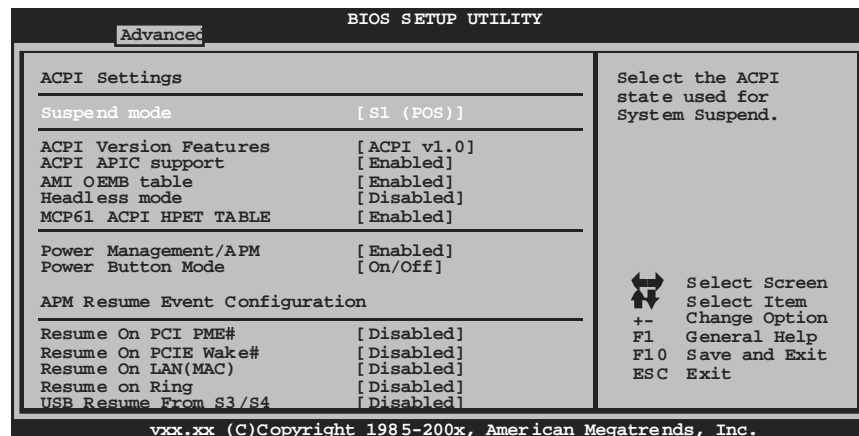 BIOS SETUP UTILITY
Advanced
ACPI Settings
Suspend mode [S1 (POS)]
ACPI Version Features [ACPI v1.0]
ACPI APIC support [Enabled]
AMI OEMB table [Enabled]
Headless mode [Disabled]
MCP61 ACPI HPET TABLE [Enabled]
Power Management/APM [Enabled]
Power Button Mode [On/Off]
APM Resume Event Configuration
Resume On PCI PME# [Disabled]
Resume On PCIE Wake# [Disabled]
Resume On LAN(MAC) [Disabled]
Resume on Ring [Disabled]
USB Resume From S3/S4 [Disabled]
Select the ACPI
state used for
System Suspend.
Select Screen
Select Item
+- Change Option
F1 General Help
F10 Save and Exit
ESC Exit
vxx.xx (C)Copyright 1985-200x, American Megatrends, Inc.